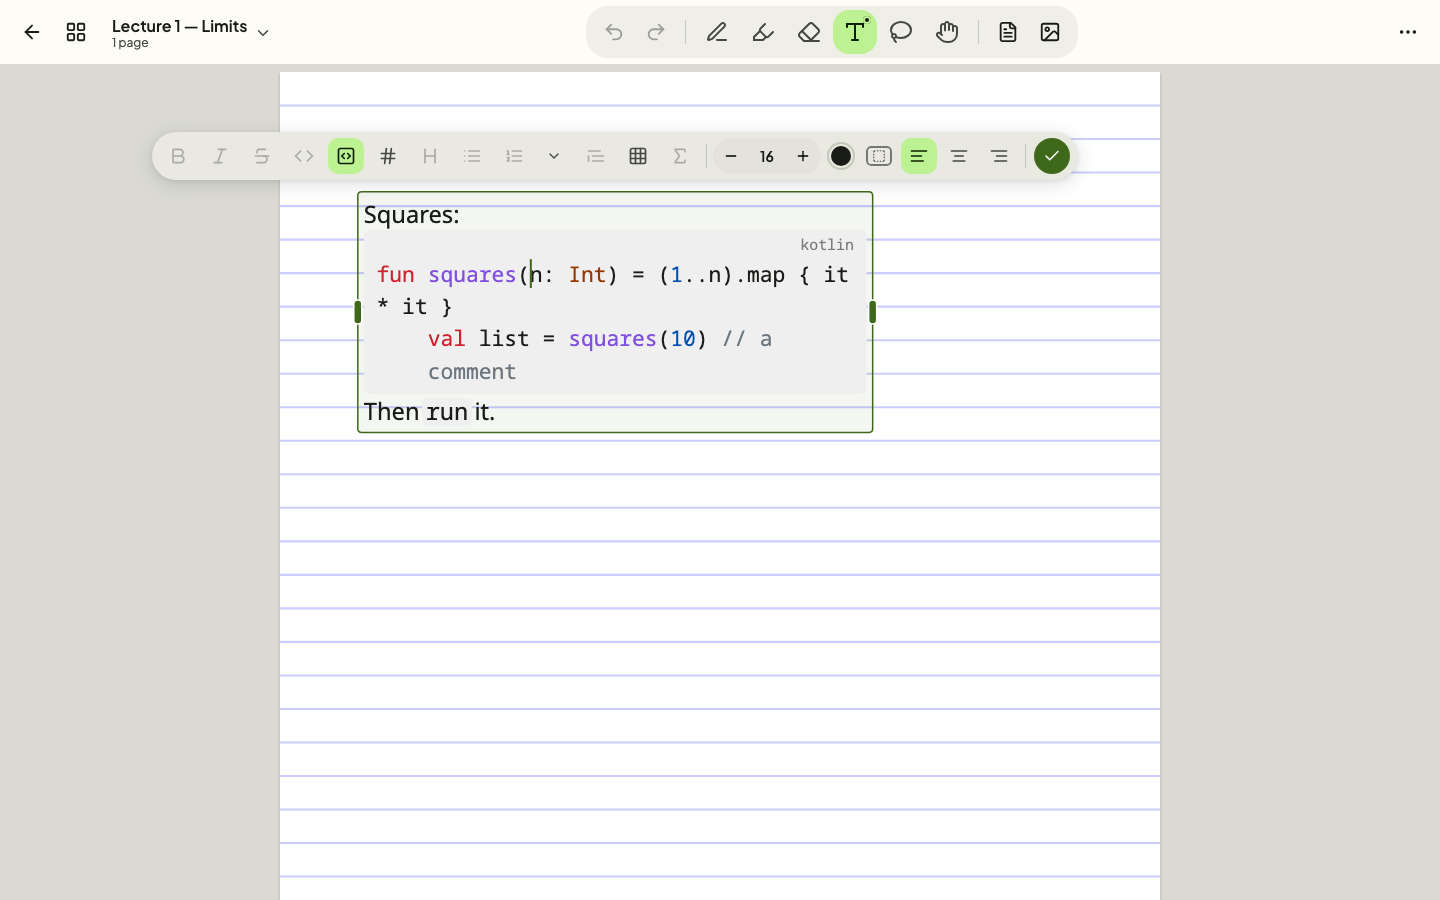 Lecture 1 — Limits
1 page
16
Squares:
kotlin
fun squares(n: Int) = (1..n).map { it
* it }
    val list = squares(10) // a
    comment
Then run it.